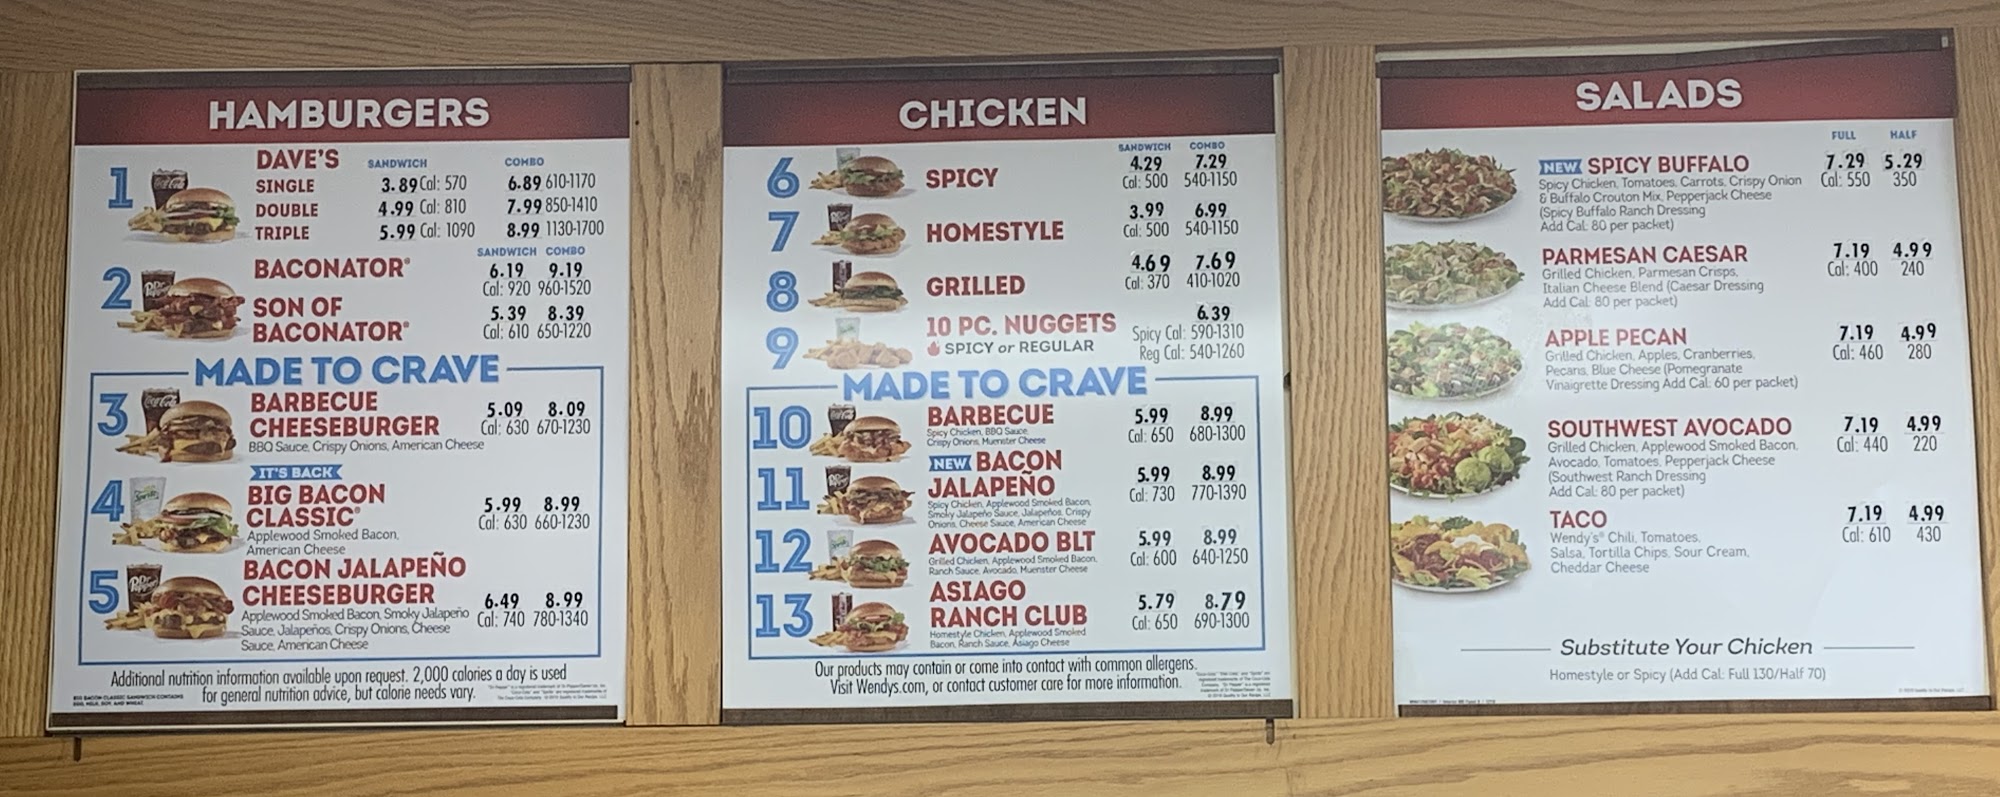 HAMBURGERS
1
DAVE'S SANDWICH COMBO
SINGLE 3.89 Cal: 570 6.89 610-1170
DOUBLE 4.99 Cal: 810 7.99 850-1410
TRIPLE 5.99 Cal: 1090 8.99 1130-1700
SANDWICH COMBO
2
BACONATOR® 6.19 9.19
Cal: 920 960-1520
SON OF 5.39 8.39
BACONATOR® Cal: 610 650-1220
MADE TO CRAVE
3
BARBECUE 5.09 8.09
CHEESEBURGER Cal: 630 670-1230
BBQ Sauce, Crispy Onions, American Cheese
IT'S BACK
4
BIG BACON 5.99 8.99
CLASSIC® Cal: 630 660-1230
Applewood Smoked Bacon,
American Cheese
5
BACON JALAPEÑO
CHEESEBURGER 6.49 8.99
Applewood Smoked Bacon, Smoky Jalapeño Cal: 740 780-1340
Sauce, Jalapeños, Crispy Onions, Cheese
Sauce, American Cheese
Additional nutrition information available upon request. 2,000 calories a day is used
for general nutrition advice, but calorie needs vary.
BIG BACON CLASSIC SANDWICH CONTAINS
EGG, MILK, SOY, AND WHEAT
CHICKEN
SANDWICH COMBO
6
SPICY 4.29 7.29
Cal: 500 540-1150
7
HOMESTYLE 3.99 6.99
Cal: 500 540-1150
8
GRILLED 4.69 7.69
Cal: 370 410-1020
9
10 PC. NUGGETS 6.39
SPICY or REGULAR Spicy Cal: 590-1310
Reg Cal: 540-1260
MADE TO CRAVE
10
BARBECUE 5.99 8.99
Spicy Chicken, BBQ Sauce, Cal: 650 680-1300
Crispy Onions, Muenster Cheese
11
NEW BACON
JALAPEÑO 5.99 8.99
Cal: 730 770-1390
Spicy Chicken, Applewood Smoked Bacon,
Smoky Jalapeño Sauce, Jalapeños, Crispy
Onions, Cheese Sauce, American Cheese
12
AVOCADO BLT 5.99 8.99
Grilled Chicken, Applewood Smoked Bacon, Cal: 600 640-1250
Ranch Sauce, Avocado, Muenster Cheese
13
ASIAGO
RANCH CLUB 5.79 8.79
Cal: 650 690-1300
Homestyle Chicken, Applewood Smoked
Bacon, Ranch Sauce, Asiago Cheese
Our products may contain or come into contact with common allergens.
Visit Wendys.com, or contact customer care for more information.
SALADS
FULL HALF
NEW SPICY BUFFALO 7.29 5.29
Spicy Chicken, Tomatoes, Carrots, Crispy Onion Cal: 550 350
& Buffalo Crouton Mix, Pepperjack Cheese
(Spicy Buffalo Ranch Dressing
Add Cal: 80 per packet)
PARMESAN CAESAR 7.19 4.99
Grilled Chicken, Parmesan Crisps, Cal: 400 240
Italian Cheese Blend (Caesar Dressing
Add Cal: 80 per packet)
APPLE PECAN 7.19 4.99
Grilled Chicken, Apples, Cranberries, Cal: 460 280
Pecans, Blue Cheese (Pomegranate
Vinaigrette Dressing Add Cal: 60 per packet)
SOUTHWEST AVOCADO 7.19 4.99
Grilled Chicken, Applewood Smoked Bacon, Cal: 440 220
Avocado, Tomatoes, Pepperjack Cheese
(Southwest Ranch Dressing
Add Cal: 80 per packet)
TACO 7.19 4.99
Wendy's® Chili, Tomatoes, Cal: 610 430
Salsa, Tortilla Chips, Sour Cream,
Cheddar Cheese
Substitute Your Chicken
Homestyle or Spicy (Add Cal: Full 130/Half 70)